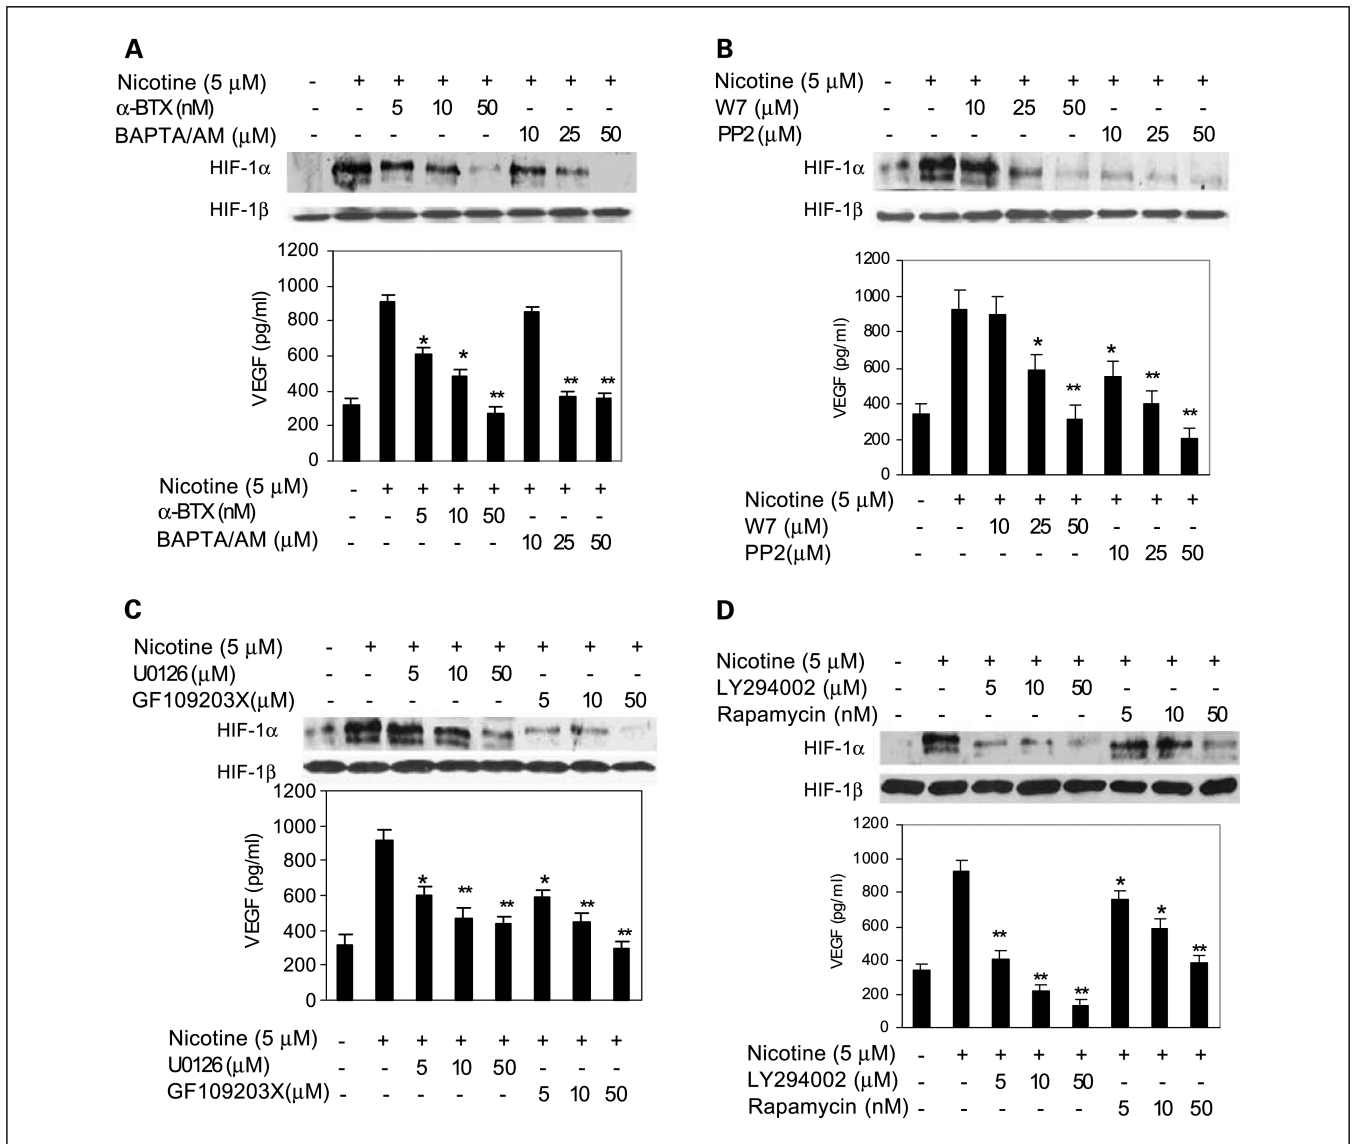 A
Nicotine (5 μM) - + + + + + + +
α-BTX (nM) - - 5 10 50 - - -
BAPTA/AM (μM) - - - - - 10 25 50
HIF-1α
HIF-1β
1200
1000
800
600
400
200
0
VEGF (pg/ml)
* * ** ** **
Nicotine (5 μM) - + + + + + + +
α-BTX (nM) - - 5 10 50 - - -
BAPTA/AM (μM) - - - - - 10 25 50
B
Nicotine (5 μM) - + + + + + + +
W7 (μM) - - 10 25 50 - - -
PP2 (μM) - - - - - 10 25 50
HIF-1α
HIF-1β
1200
1000
800
600
400
200
0
VEGF (pg/ml)
* ** * ** **
Nicotine (5 μM) - + + + + + + +
W7 (μM) - - 10 25 50 - - -
PP2(μM) - - - - - 10 25 50
C
Nicotine (5 μM) - + + + + + + +
U0126 (μM) - - 5 10 50 - - -
GF109203X(μM) - - - - - 5 10 50
HIF-1α
HIF-1β
1200
1000
800
600
400
200
0
VEGF (pg/ml)
* ** ** * ** **
Nicotine (5 μM) - + + + + + + +
U0126 (μM) - - 5 10 50 - - -
GF109203X(μM) - - - - - 5 10 50
D
Nicotine (5 μM) - + + + + + + +
LY294002 (μM) - - 5 10 50 - - -
Rapamycin (nM) - - - - - 5 10 50
HIF-1α
HIF-1β
1200
1000
800
600
400
200
0
VEGF (pg/ml)
** ** ** * * **
Nicotine (5 μM) - + + + + + + +
LY294002 (μM) - - 5 10 50 - - -
Rapamycin (nM) - - - - - 5 10 50